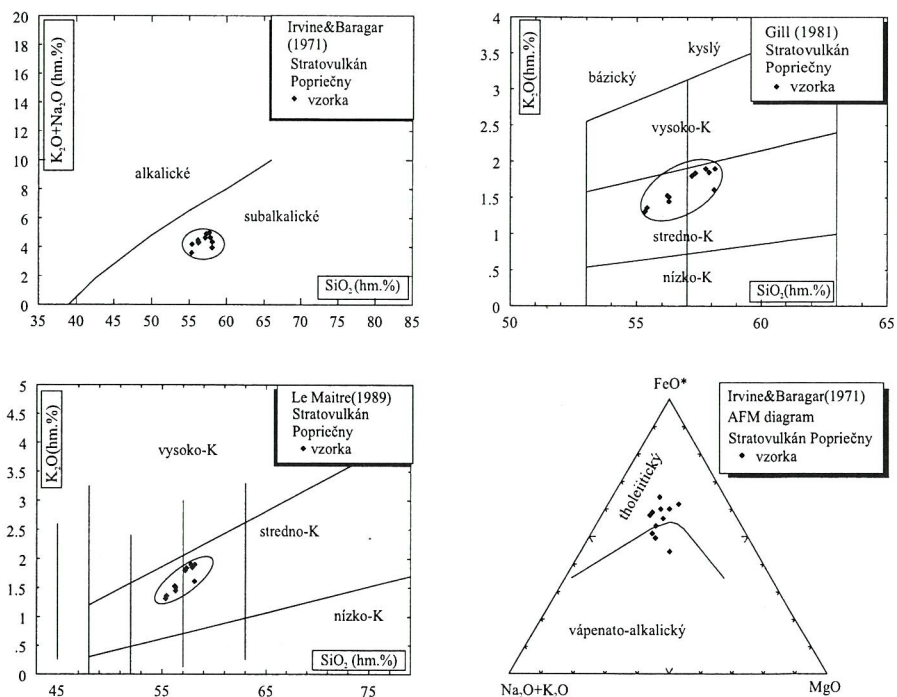 20
18
16
14
12
10
8
6
4
2
0
K₂O+Na₂O (hm.%)
Irvine&Baragar
(1971)
Stratovulkán
Popriečny
vzorka
alkalické
subalkalické
SiO₂(hm.%)
35 40 45 50 55 60 65 70 75 80 85
4
3.5
3
2.5
2
1.5
1
.5
0
K₂O(hm.%)
Gill (1981)
Stratovulkán
Popriečny
vzorka
kyslý
bázický
vysoko-K
stredno-K
nízko-K
SiO₂(hm.%)
50 55 60 65
5
4.5
4
3.5
3
2.5
2
1.5
1
.5
0
K₂O(hm.%)
Le Maitre(1989)
Stratovulkán
Popriečny
vzorka
vysoko-K
stredno-K
nízko-K
SiO₂ (hm.%)
45 55 65 75
FeO*
Irvine&Baragar(1971)
AFM diagram
Stratovulkán Popriečny
vzorka
tholeiitický
vápenato-alkalický
Na₂O+K₂O
MgO